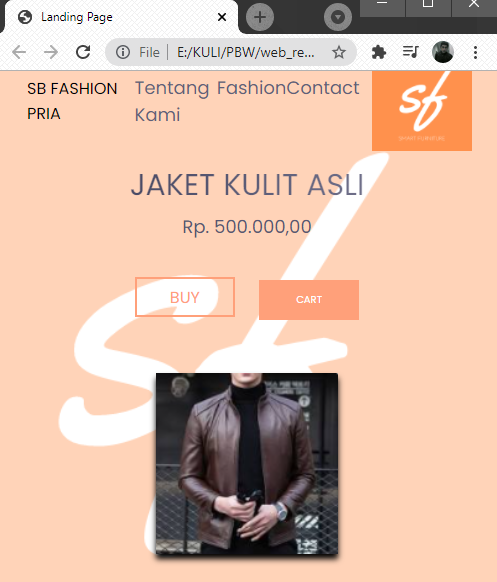 Landing Page
File
E:/KULI/PBW/web_re...
SB FASHION
PRIA
Tentang FashionContact
Kami
sf
JAKET KULIT ASLI
Rp. 500.000,00
BUY
CART
sf